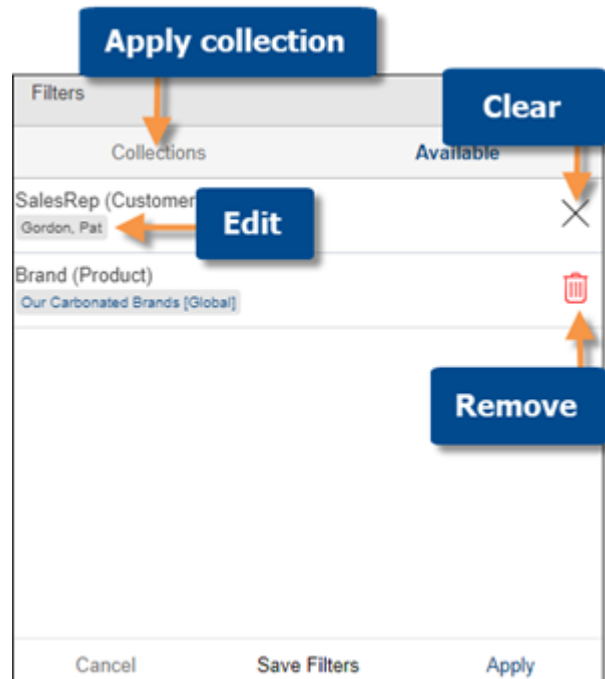 Apply collection
Filters
Clear
Collections
Available
SalesRep (Customer
Gordon, Pat
Edit
Brand (Product)
Our Carbonated Brands [Global]
Remove
Cancel
Save Filters
Apply